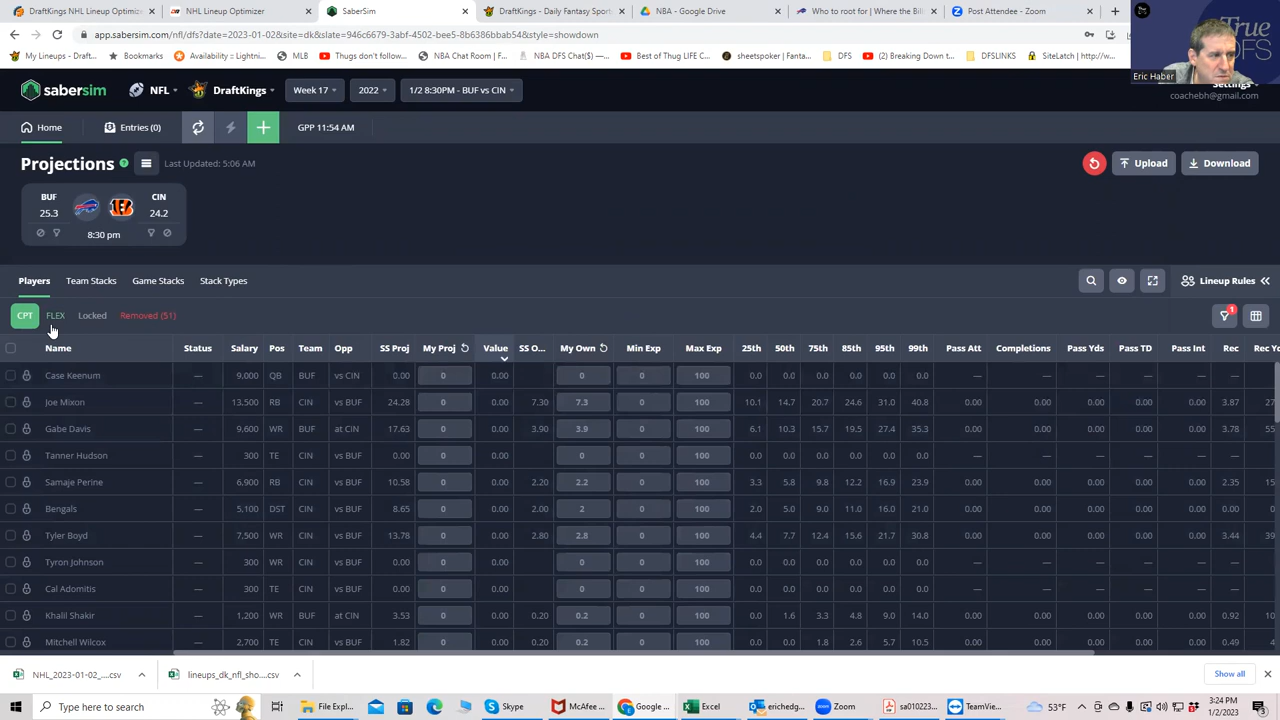 DraftKings NHL Lineup Optimizer
NHL Lineup Optimizer
SaberSim
DraftKings - Daily Fantasy Sport
NBA - Google Drive
Who to root for | Where the Bil
Post Attendee - Zoom
app.sabersim.com/nfl/dfs?date=2023-01-02&site=dk&slate=946c6679-3abf-4502-bee5-8b6386bbab54&style=showdown
My Lineups - Draft...
Bookmarks
Availability :: Lightni...
MLB
Thugs don't follow...
NBA Chat Room |...
NBA DFS Chat($) —...
Best of Thug LIFE C...
sheetspoker/ :...
DFS
(2) Breaking Down t...
DFSLINKS
SiteLatch | http://w...
True
DFS
Eric Haber
sabersim
NFL
DraftKings
Week 17
2022
1/2 8:30PM - BUF vs CIN
Settings
coachebh@gmail.com
Home
Entries (0)
GPP 11:54 AM
Projections
Last Updated: 5:06 AM
Upload
Download
BUF
25.3
CIN
24.2
8:30 pm
Players
Team Stacks
Game Stacks
Stack Types
Lineup Rules
CPT
FLEX
Locked
Removed (51)
1
Name Status Salary Pos Team Opp SS Proj My Proj Value SS O... My Own Min Exp Max Exp 25th 50th 75th 85th 95th 99th Pass Att Completions Pass Yds Pass TD Pass Int Rec Rec Yd
Case Keenum — 9,000 QB BUF vs CIN 0.00 0 0.00 0 0 100 0.0 0.0 0.0 0.0 0.0 0.0 — — — — — —
Joe Mixon — 13,500 RB CIN vs BUF 24.28 0 0.00 7.30 7.3 0 100 10.1 14.7 20.7 24.6 31.0 40.8 0.00 0.00 0.00 0.00 0.00 3.87 27
Gabe Davis — 9,600 WR BUF at CIN 17.63 0 0.00 3.90 3.9 0 100 6.1 10.3 15.7 19.5 27.4 35.3 0.00 0.00 0.00 0.00 0.00 3.78 55
Tanner Hudson — 300 TE CIN vs BUF 0.00 0 0.00 0 0 100 0.0 0.0 0.0 0.0 0.0 0.0 — — — — — —
Samaje Perine — 6,900 RB CIN vs BUF 10.58 0 0.00 2.20 2.2 0 100 3.3 5.8 9.8 12.2 16.9 23.9 0.00 0.00 0.00 0.00 0.00 2.35 15
Bengals — 5,100 DST CIN vs BUF 8.65 0 0.00 2.00 2 0 100 2.0 5.0 9.0 11.0 16.0 21.0 0.00 0.00 0.00 0.00 0.00 0.00 0
Tyler Boyd — 7,500 WR CIN vs BUF 13.78 0 0.00 2.80 2.8 0 100 4.4 7.7 12.4 15.6 21.7 30.8 0.00 0.00 0.00 0.00 0.00 3.44 39
Tyron Johnson — 300 WR CIN vs BUF 0.00 0 0.00 0 0 100 0.0 0.0 0.0 0.0 0.0 0.0 — — — — — —
Cal Adomitis — 300 TE CIN vs BUF 0.00 0 0.00 0 0 100 0.0 0.0 0.0 0.0 0.0 0.0 — — — — — —
Khalil Shakir — 1,200 WR BUF at CIN 3.53 0 0.00 0.20 0.2 0 100 0.0 1.6 3.3 4.8 9.0 14.0 0.00 0.00 0.00 0.00 0.00 0.92 10
Mitchell Wilcox — 2,700 TE CIN vs BUF 1.82 0 0.00 0.20 0.2 0 100 0.0 0.0 1.8 2.6 5.7 10.5 0.00 0.00 0.00 0.00 0.00 0.49 4
NHL_2023-01-02_....csv
lineups_dk_nfl_sho....csv
Show all
Type here to search
File Expl...
Skype
McAfee ...
Google ...
Excel
erichedg...
Zoom
sa010223...
TeamVie...
53°F
3:24 PM
1/2/2023